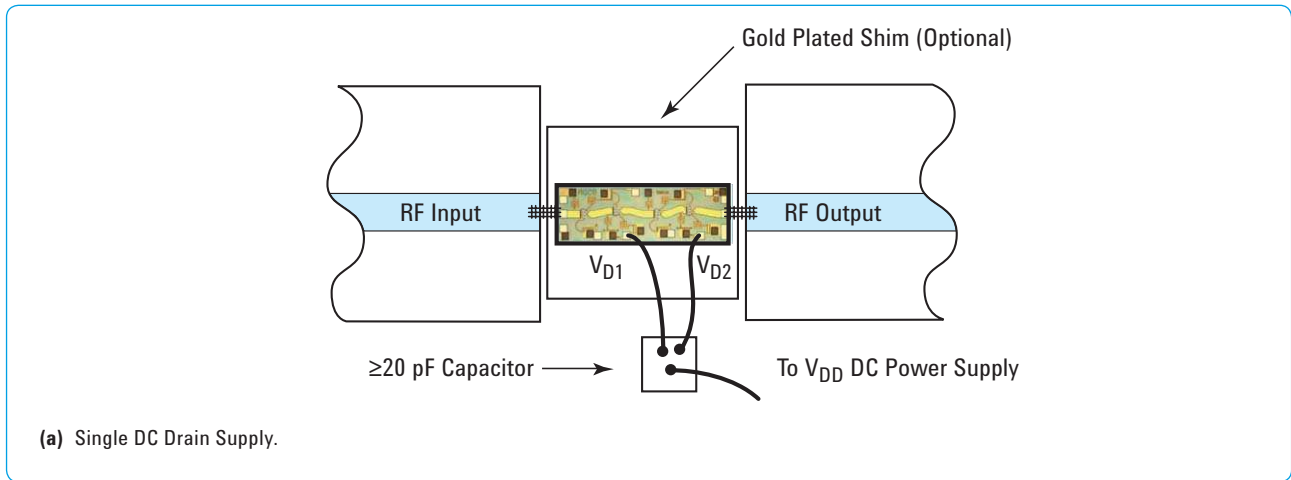 Gold Plated Shim (Optional)
RF Input
RF Output
VD1
VD2
≥20 pF Capacitor
To VDD DC Power Supply
(a) Single DC Drain Supply.